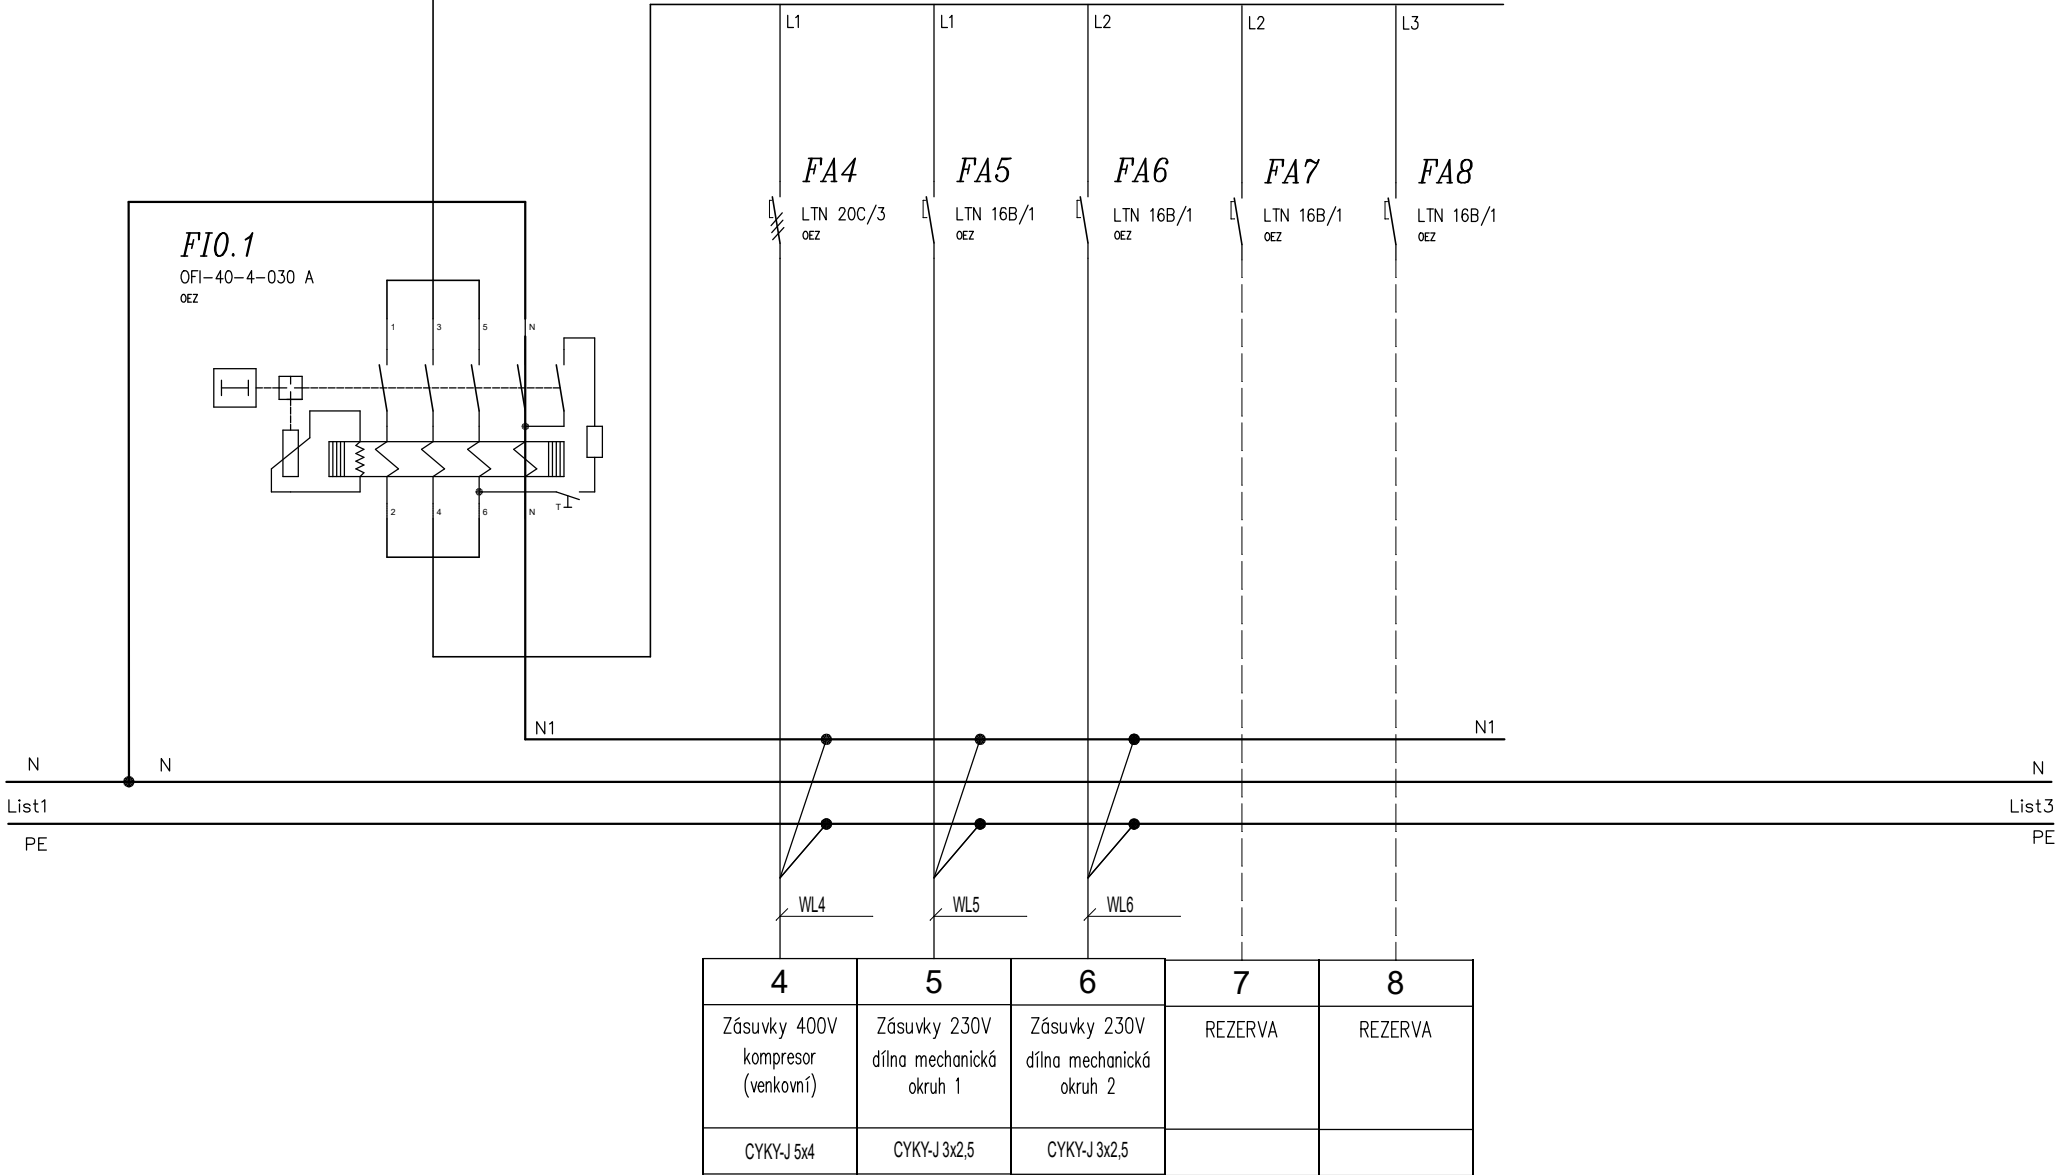 L1
L1
L2
L2
L3
FA4
LTN 20C/3
OEZ
FA5
LTN 16B/1
OEZ
FA6
LTN 16B/1
OEZ
FA7
LTN 16B/1
OEZ
FA8
LTN 16B/1
OEZ
FI0.1
OFI-40-4-030 A
OEZ
1
3
5
N
2
4
6
N
T
N1
N1
N
N
N
List1
List3
PE
PE
WL4
WL5
WL6
4
5
6
7
8
Zásuvky 400V
kompresor
(venkovní)
Zásuvky 230V
dílna mechanická
okruh 1
Zásuvky 230V
dílna mechanická
okruh 2
REZERVA
REZERVA
CYKY-J 5x4
CYKY-J 3x2,5
CYKY-J 3x2,5